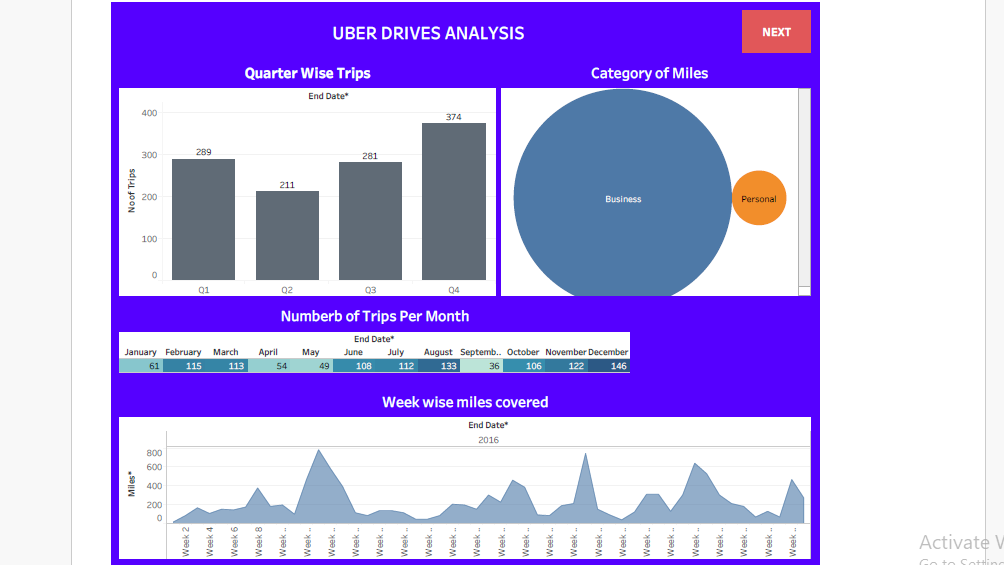 UBER DRIVES ANALYSIS
NEXT
Quarter Wise Trips
Category of Miles
End Date*
No of Trips
400
300
200
100
0
289
211
281
374
Q1 Q2 Q3 Q4
Business
Personal
Numberb of Trips Per Month
End Date*
January February March April May June July August Septemb.. October November December
61 115 113 54 49 108 112 133 36 106 122 146
Week wise miles covered
End Date*
2016
Miles*
800
600
400
200
0
Week 2 Week 4 Week 6 Week 8 Week .. Week .. Week .. Week .. Week .. Week .. Week .. Week .. Week .. Week .. Week .. Week .. Week .. Week .. Week .. Week .. Week .. Week .. Week .. Week .. Week .. Week ..
Activate